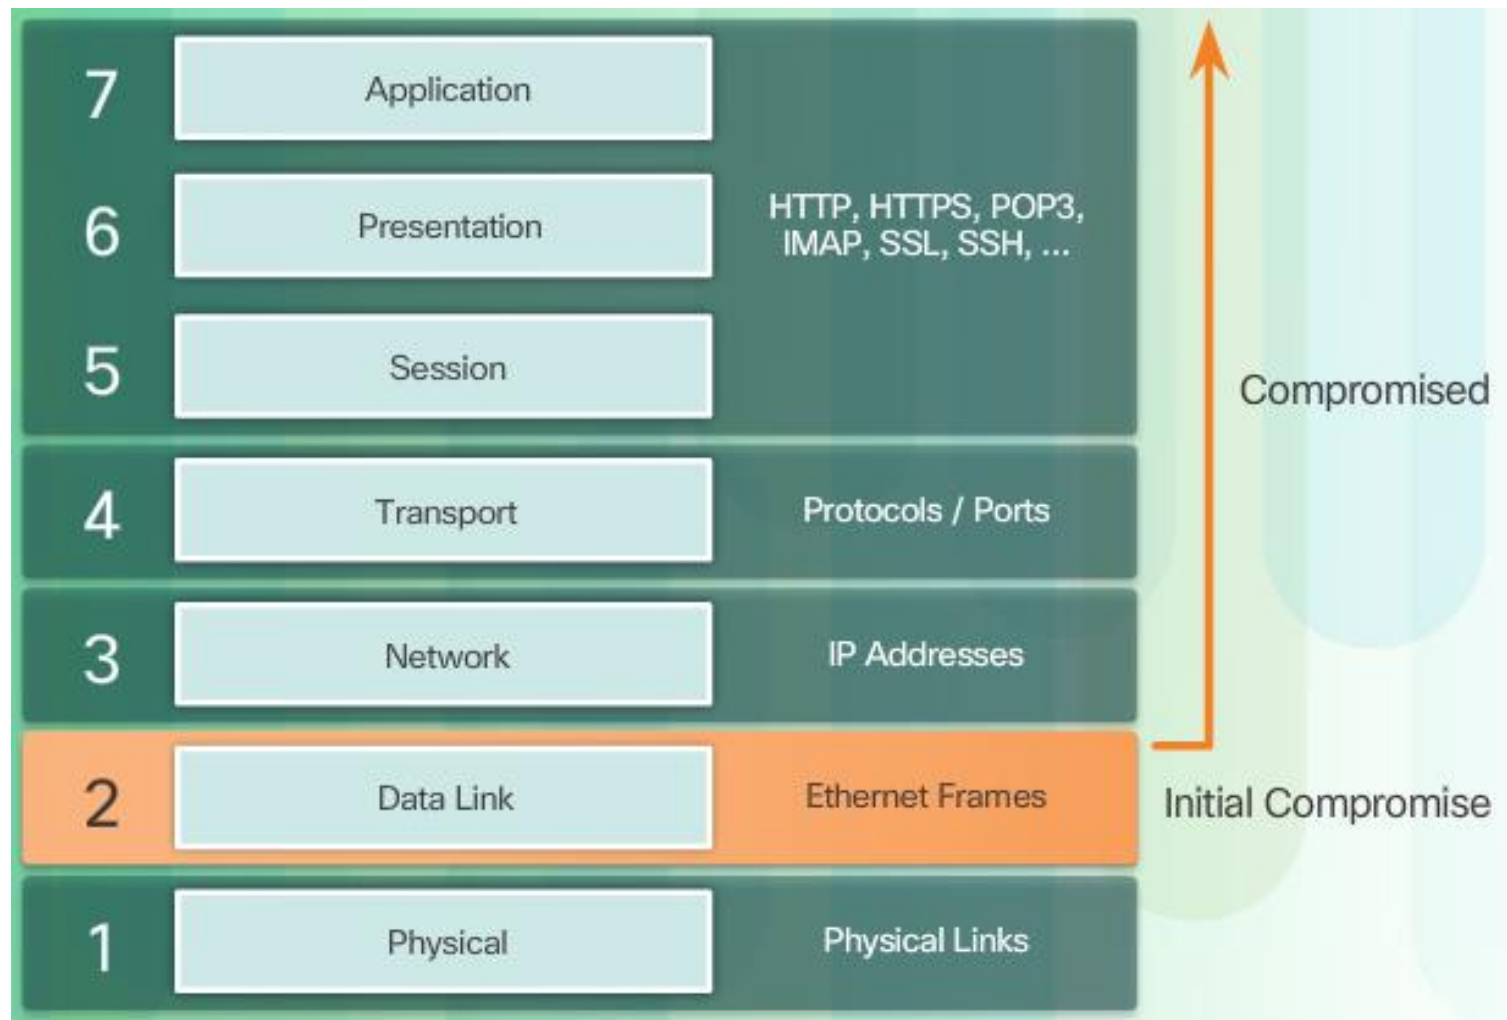 7
Application
6
Presentation
HTTP, HTTPS, POP3,
IMAP, SSL, SSH, ...
5
Session
Compromised
4
Transport
Protocols / Ports
3
Network
IP Addresses
2
Data Link
Ethernet Frames
Initial Compromise
1
Physical
Physical Links